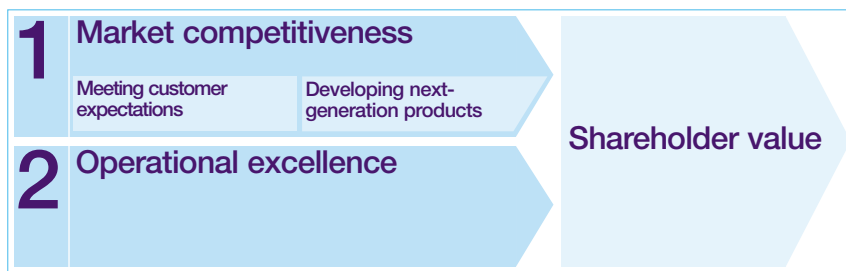 1
Market competitiveness
Meeting customer
expectations
Developing next-
generation products
2
Operational excellence
Shareholder value